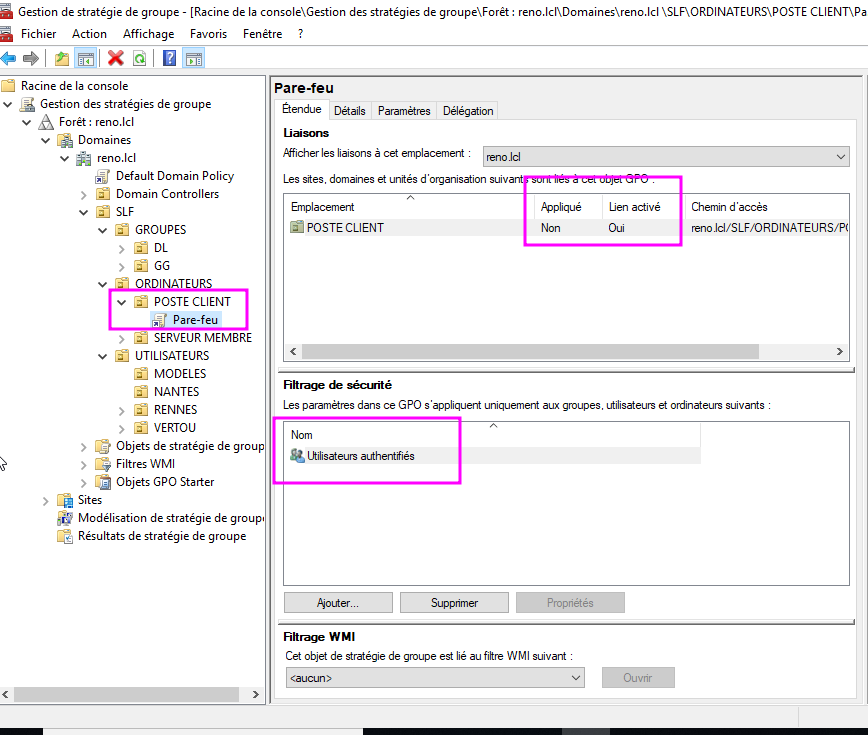 Gestion de stratégie de groupe - [Racine de la console\Gestion des stratégies de groupe\Forêt : reno.lcl\Domaines\reno.lcl \SLF\ORDINATEURS\POSTE CLIENT\Pa
Fichier Action Affichage Favoris Fenêtre ?
Racine de la console
Gestion des stratégies de groupe
Forêt : reno.lcl
Domaines
reno.lcl
Default Domain Policy
Domain Controllers
SLF
GROUPES
DL
GG
ORDINATEURS
POSTE CLIENT
Pare-feu
SERVEUR MEMBRE
UTILISATEURS
MODELES
NANTES
RENNES
VERTOU
Objets de stratégie de group
Filtres WMI
Objets GPO Starter
Sites
Modélisation de stratégie de groupe
Résultats de stratégie de groupe
Pare-feu
Étendue Détails Paramètres Délégation
Liaisons
Afficher les liaisons à cet emplacement : reno.lcl
Les sites, domaines et unités d'organisation suivants sont liés à cet objet GPO :
Emplacement Appliqué Lien activé Chemin d'accès
POSTE CLIENT Non Oui reno.lcl/SLF/ORDINATEURS/PO
Filtrage de sécurité
Les paramètres dans ce GPO s'appliquent uniquement aux groupes, utilisateurs et ordinateurs suivants :
Nom
Utilisateurs authentifiés
Ajouter... Supprimer Propriétés
Filtrage WMI
Cet objet de stratégie de groupe est lié au filtre WMI suivant :
<aucun> Ouvrir